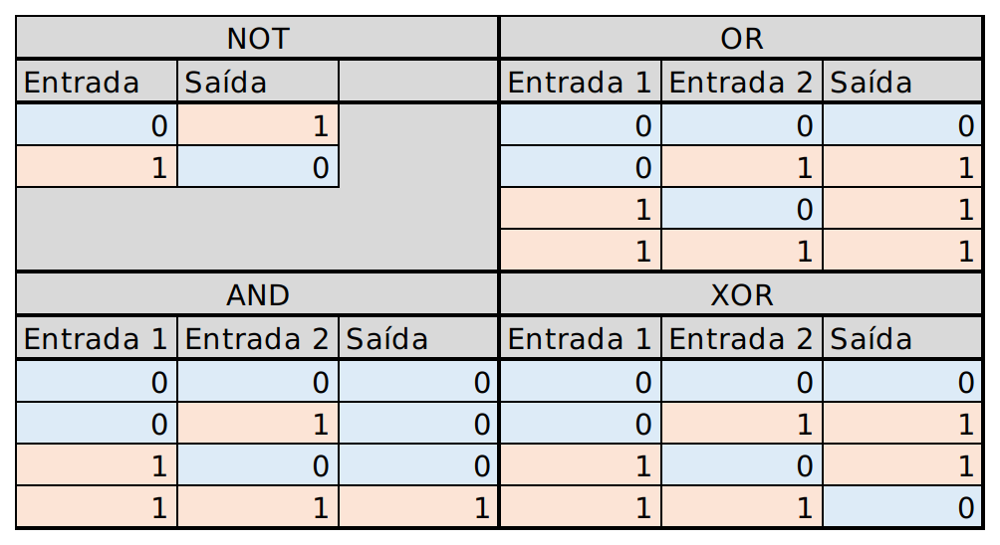 NOT OR
Entrada Saída Entrada 1 Entrada 2 Saída
0 1 0 0 0
1 0 0 1 1
1 0 1
1 1 1
AND XOR
Entrada 1 Entrada 2 Saída Entrada 1 Entrada 2 Saída
0 0 0 0 0 0
0 1 0 0 1 1
1 0 0 1 0 1
1 1 1 1 1 0